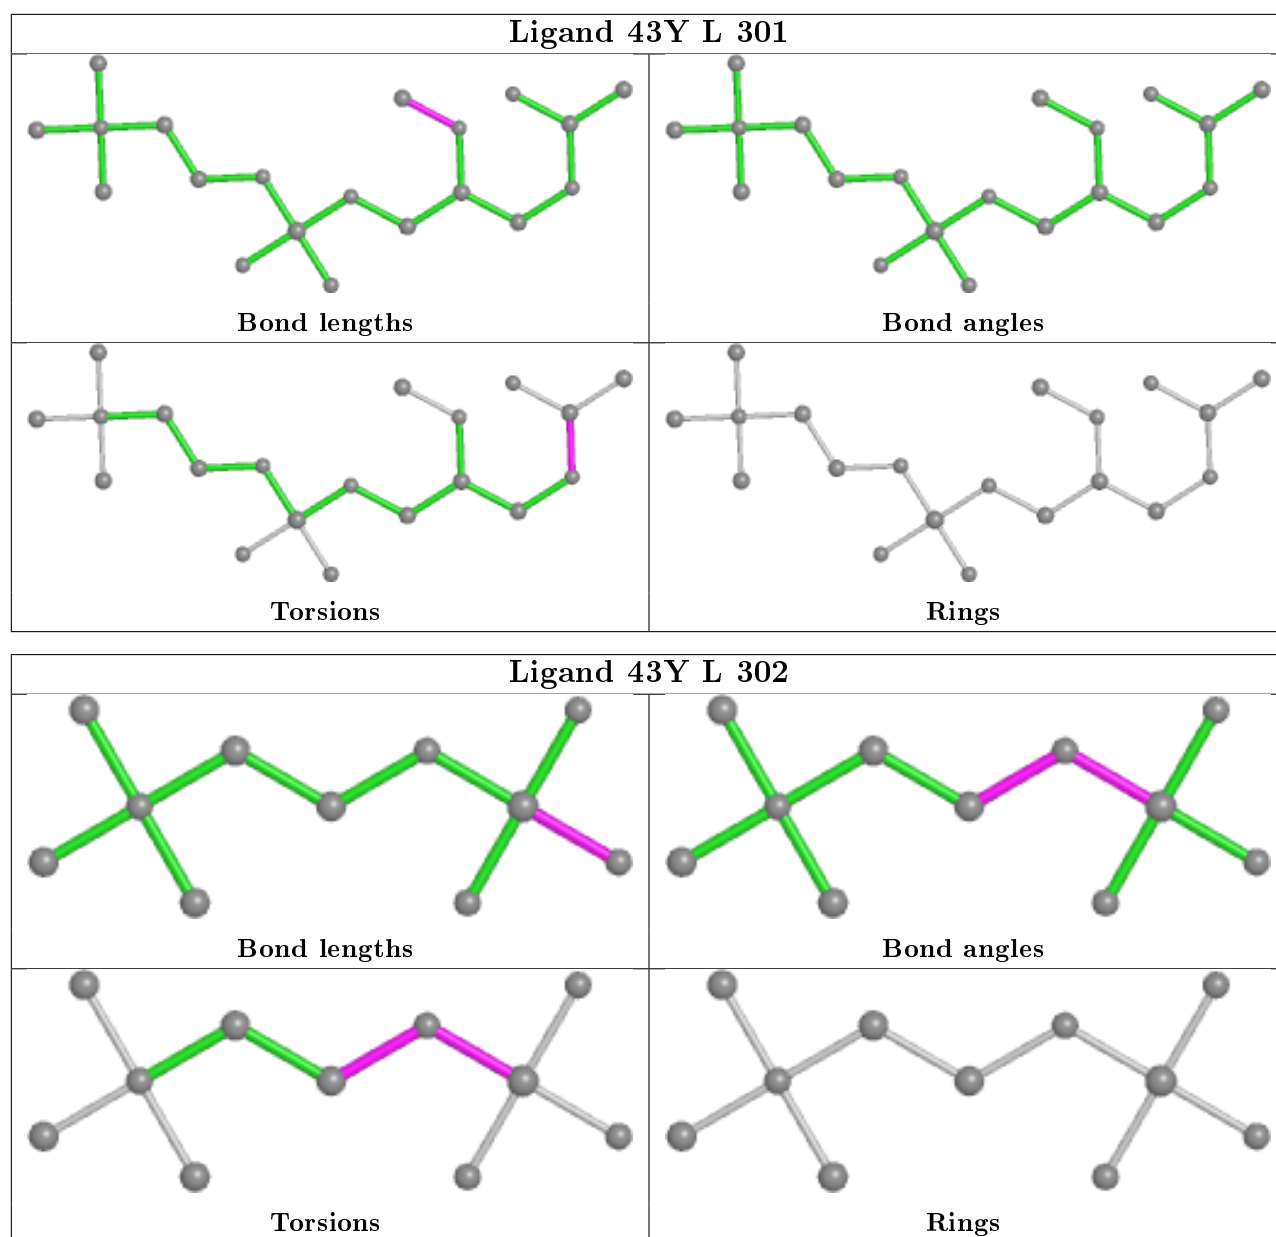 Ligand 43Y L 301
Bond lengths
Bond angles
Torsions
Rings
Ligand 43Y L 302
Bond lengths
Bond angles
Torsions
Rings